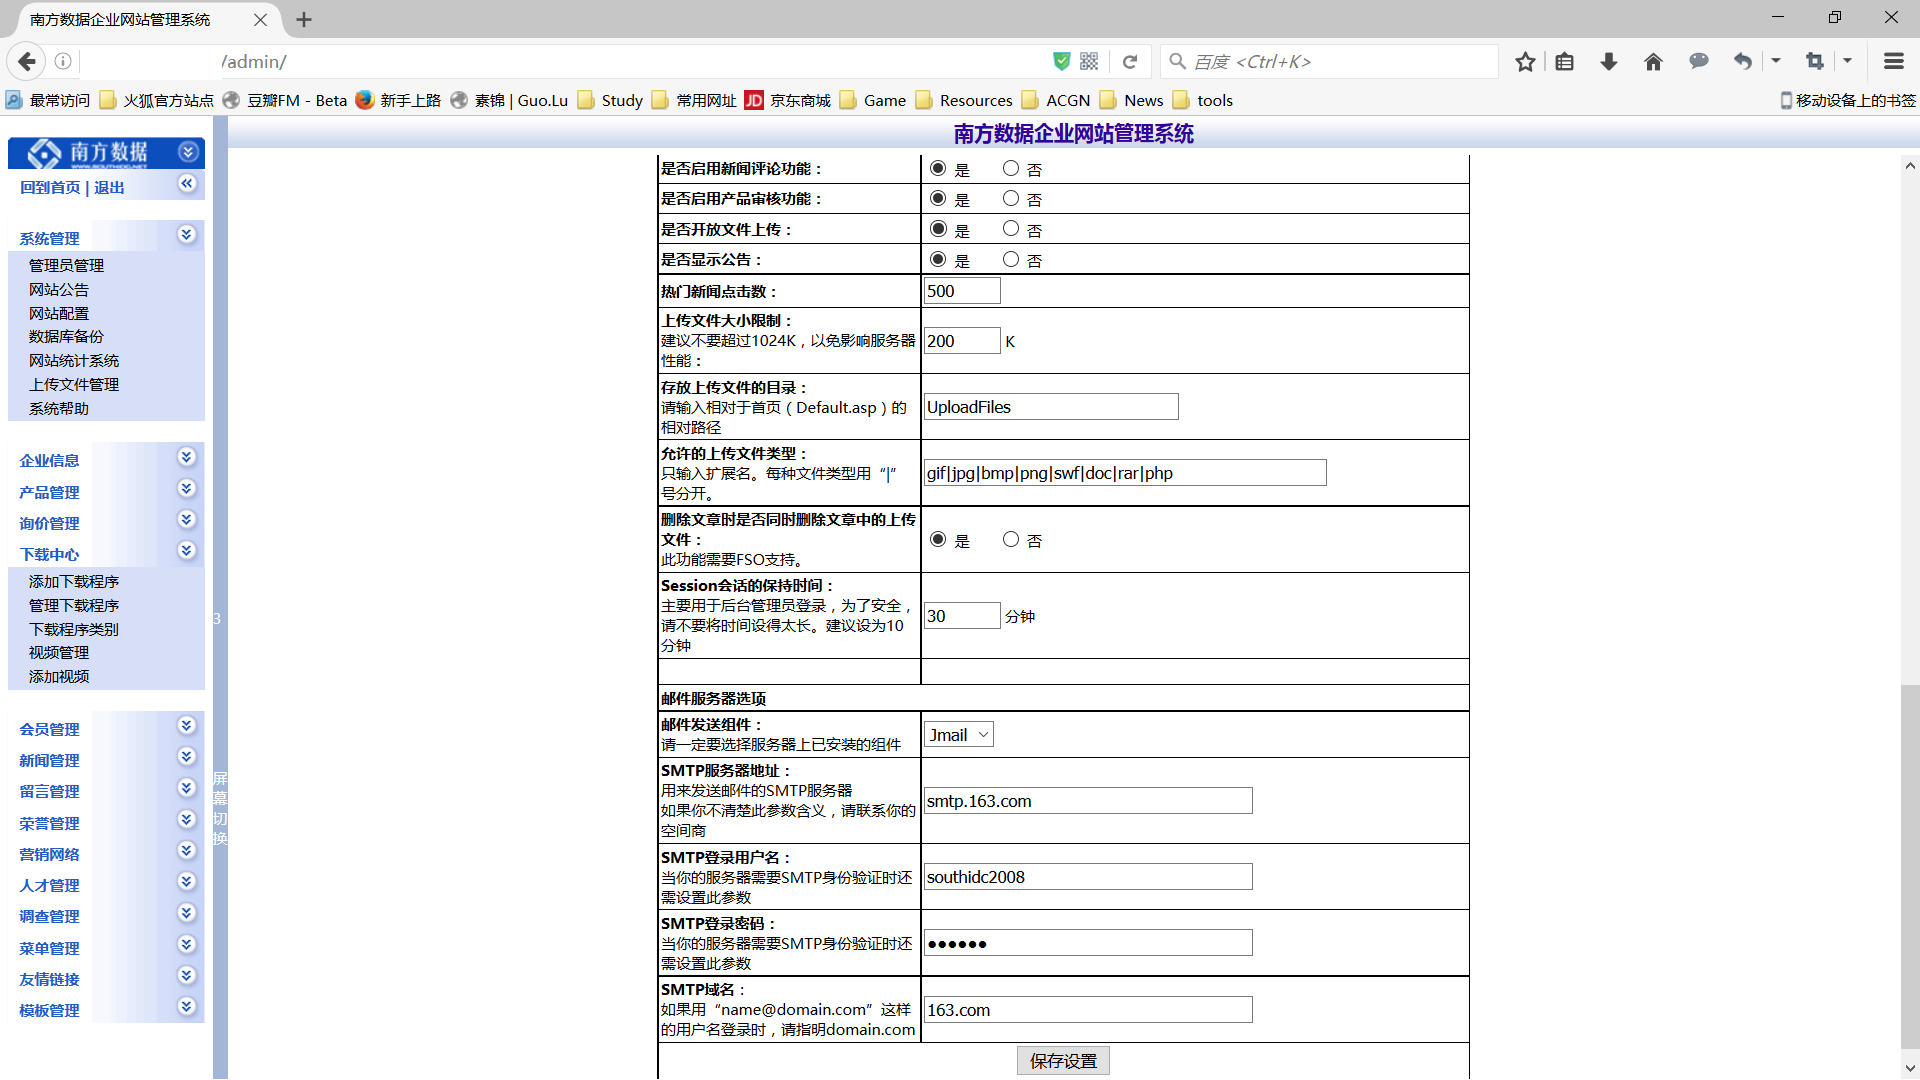 南方数据企业网站管理系统
/admin/
百度 <Ctrl+K>
最常访问 火狐官方站点 豆瓣FM - Beta 新手上路 素锦 | Guo.Lu Study 常用网址 JD 京东商城 Game Resources ACGN News tools 移动设备上的书签
南方数据
WWW.SOUTHIDC.NET
回到首页 | 退出
系统管理
管理员管理
网站公告
网站配置
数据库备份
网站统计系统
上传文件管理
系统帮助
企业信息
产品管理
询价管理
下载中心
添加下载程序
管理下载程序
下载程序类别
视频管理
添加视频
会员管理
新闻管理
留言管理
荣誉管理
营销网络
人才管理
调查管理
菜单管理
友情链接
模板管理
3
屏
幕
切
换
南方数据企业网站管理系统
是否启用新闻评论功能： 是 否
是否启用产品审核功能： 是 否
是否开放文件上传： 是 否
是否显示公告： 是 否
热门新闻点击数： 500
上传文件大小限制：
建议不要超过1024K，以免影响服务器
性能：
200 K
存放上传文件的目录：
请输入相对于首页（Default.asp）的
相对路径
UploadFiles
允许的上传文件类型：
只输入扩展名。每种文件类型用“|”
号分开。
gif|jpg|bmp|png|swf|doc|rar|php
删除文章时是否同时删除文章中的上传
文件：
此功能需要FSO支持。
是 否
Session会话的保持时间：
主要用于后台管理员登录，为了安全，
请不要将时间设得太长。建议设为10
分钟
30 分钟
邮件服务器选项
邮件发送组件：
请一定要选择服务器上已安装的组件
Jmail
SMTP服务器地址：
用来发送邮件的SMTP服务器
如果你不清楚此参数含义，请联系你的
空间商
smtp.163.com
SMTP登录用户名：
当你的服务器需要SMTP身份验证时还
需设置此参数
southidc2008
SMTP登录密码：
当你的服务器需要SMTP身份验证时还
需设置此参数
●●●●●●
SMTP域名：
如果用“name@domain.com”这样
的用户名登录时，请指明domain.com
163.com
保存设置